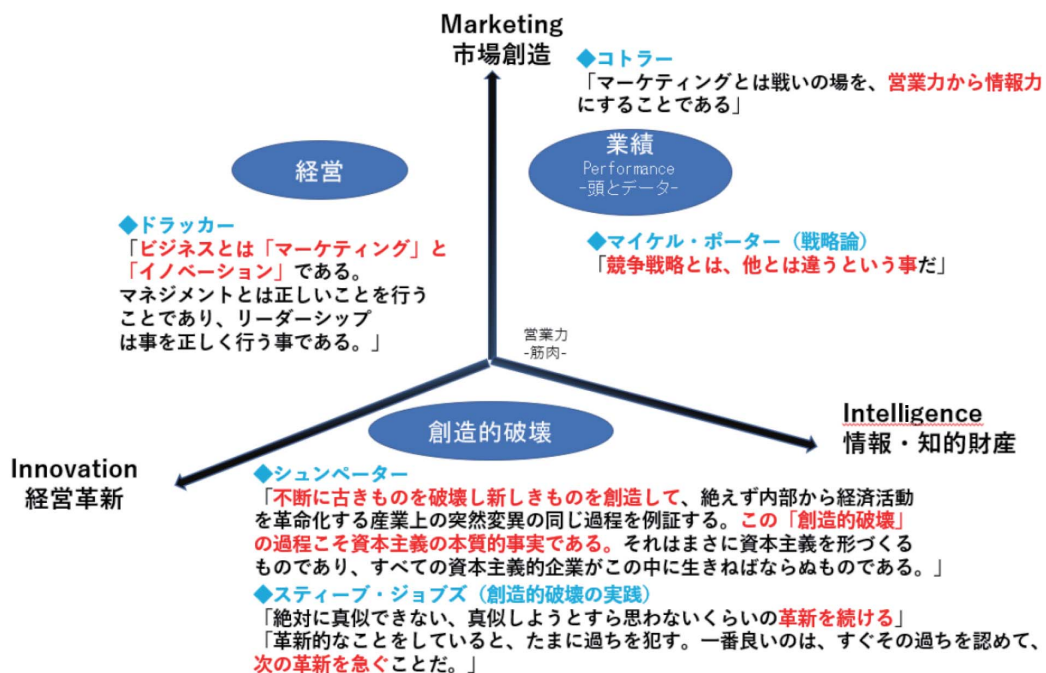 Marketing
市場創造
◆コトラー
「マーケティングとは戦いの場を、営業力から情報力
にすることである」
経営
業績
Performance
-頭とデータ-
◆ドラッカー
「ビジネスとは「マーケティング」と
「イノベーション」である。
マネジメントとは正しいことを行う
ことであり、リーダーシップ
は事を正しく行う事である。」
◆マイケル・ポーター（戦略論）
「競争戦略とは、他とは違うという事だ」
営業力
-筋肉-
創造的破壊
Intelligence
情報・知的財産
Innovation
経営革新
◆シュンペーター
「不断に古きものを破壊し新しきものを創造して、絶えず内部から経済活動
を革命化する産業上の突然変異の同じ過程を例証する。この「創造的破壊」
の過程こそ資本主義の本質的事実である。それはまさに資本主義を形づくる
ものであり、すべての資本主義的企業がこの中に生きねばならぬものである。」
◆スティーブ・ジョブズ（創造的破壊の実践）
「絶対に真似できない、真似しようとすら思わないくらいの革新を続ける」
「革新的なことをしていると、たまに過ちを犯す。一番良いのは、すぐその過ちを認めて、
次の革新を急ぐことだ。」